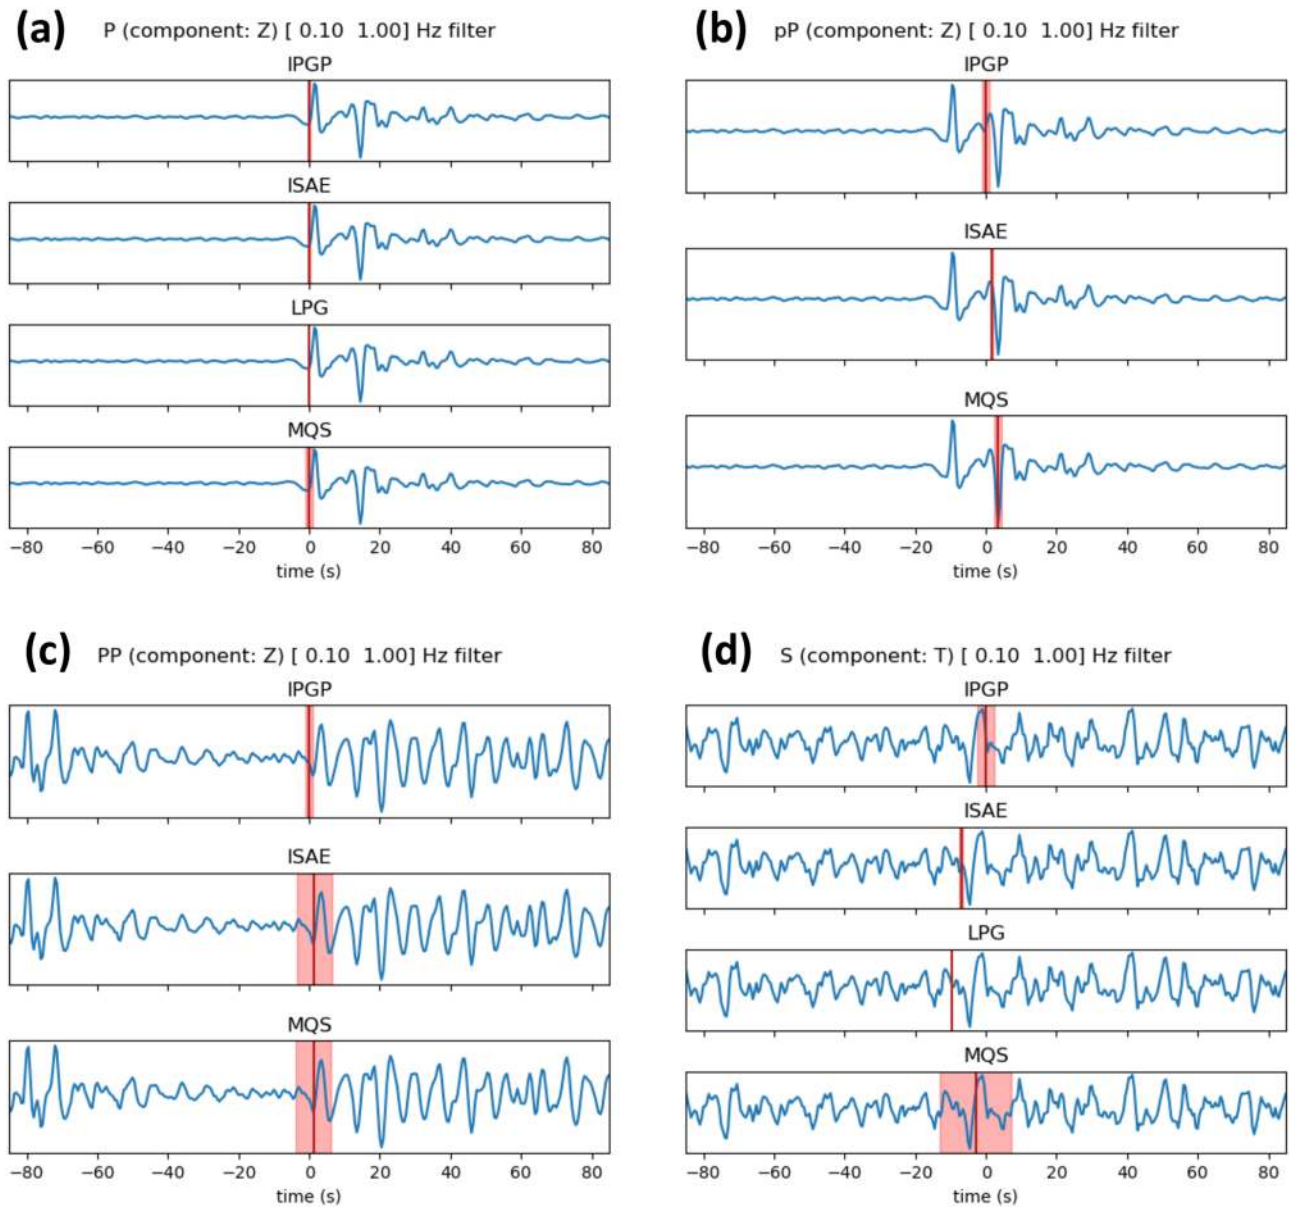 (a) P (component: Z) [ 0.10 1.00] Hz filter
IPGP
ISAE
LPG
MQS
−80 −60 −40 −20 0 20 40 60 80
time (s)
(b) pP (component: Z) [ 0.10 1.00] Hz filter
IPGP
ISAE
MQS
−80 −60 −40 −20 0 20 40 60 80
time (s)
(c) PP (component: Z) [ 0.10 1.00] Hz filter
IPGP
ISAE
MQS
−80 −60 −40 −20 0 20 40 60 80
time (s)
(d) S (component: T) [ 0.10 1.00] Hz filter
IPGP
ISAE
LPG
MQS
−80 −60 −40 −20 0 20 40 60 80
time (s)